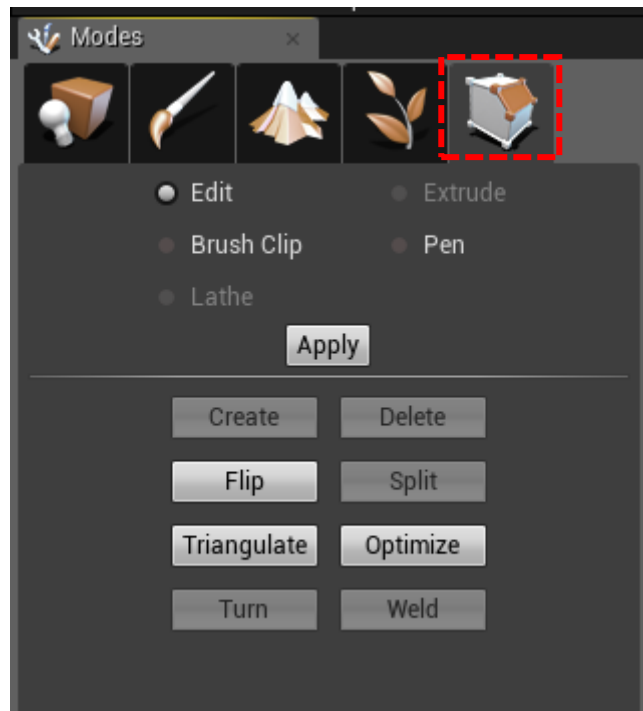 Modes
Edit Extrude
Brush Clip Pen
Lathe
Apply
Create Delete
Flip Split
Triangulate Optimize
Turn Weld